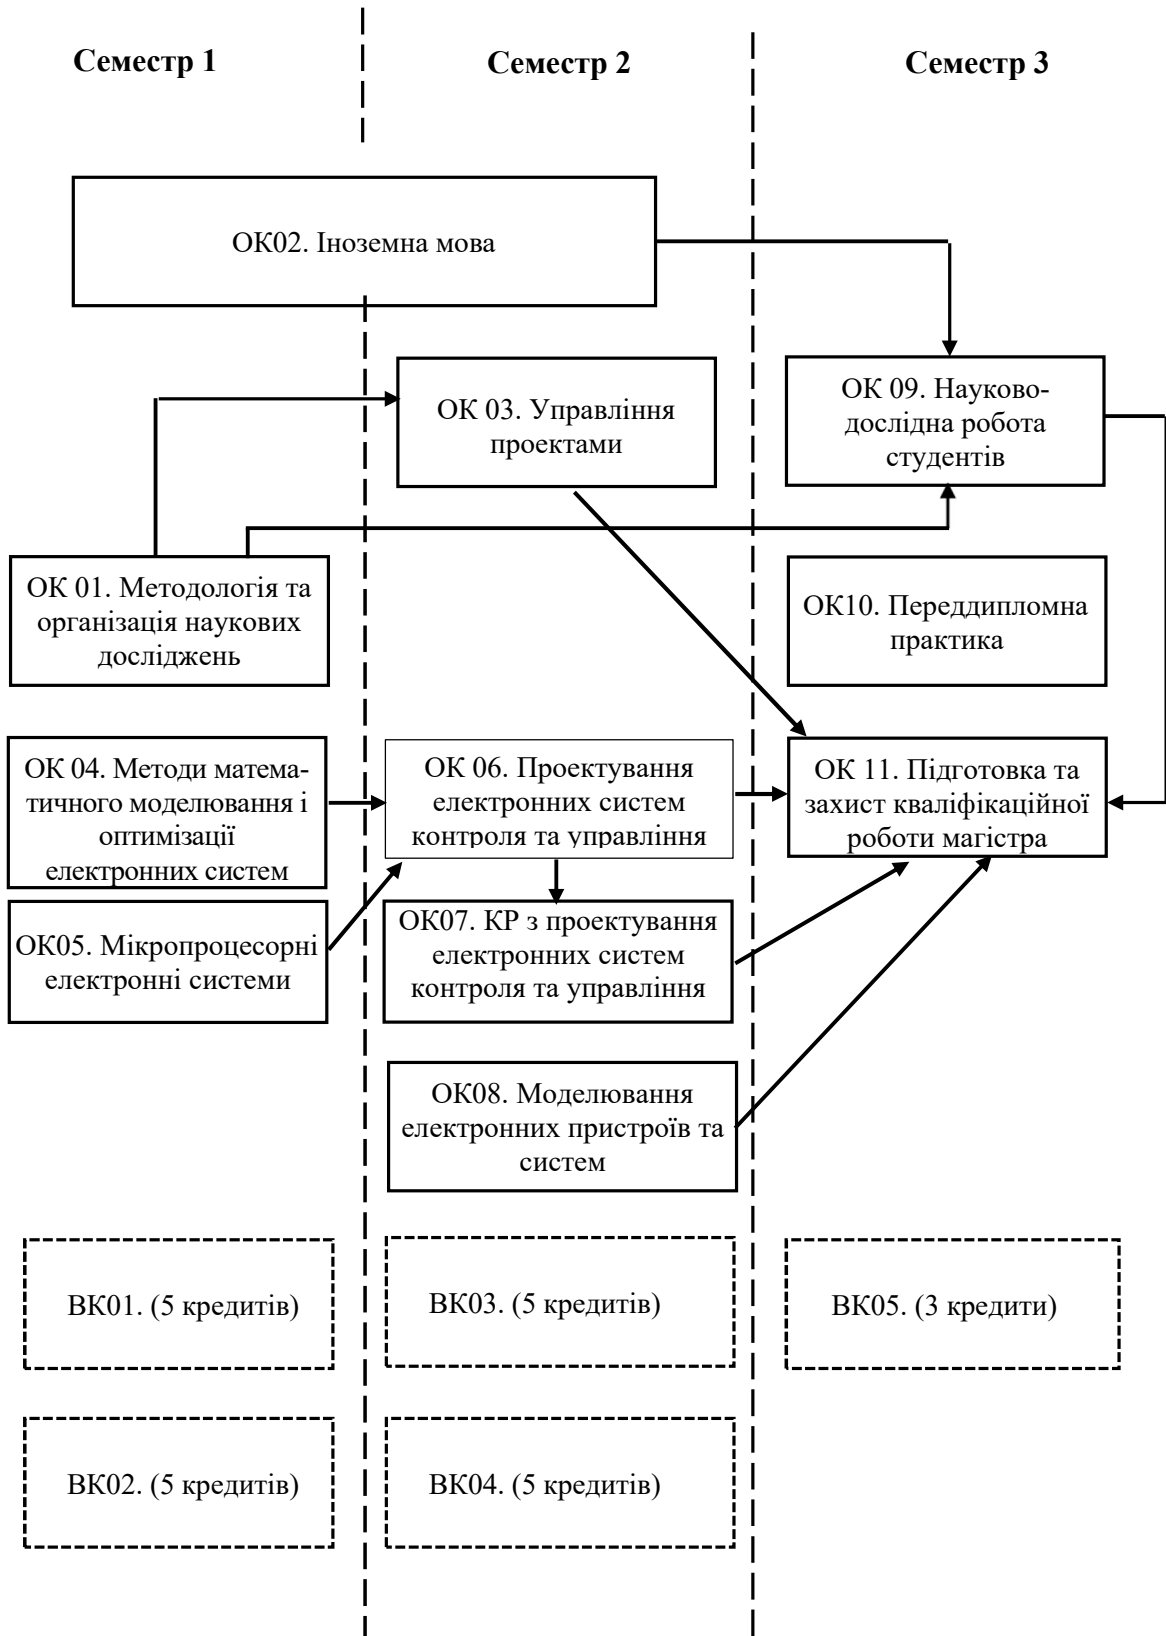 Семестр 1
Семестр 2
Семестр 3
ОК02. Іноземна мова
ОК 03. Управління
проектами
ОК 09. Науково-
дослідна робота
студентів
ОК 01. Методологія та
організація наукових
досліджень
ОК10. Переддипломна
практика
ОК 04. Методи матема-
тичного моделювання і
оптимізації
електронних систем
ОК 06. Проектування
електронних систем
контроля та управління
ОК 11. Підготовка та
захист кваліфікаційної
роботи магістра
ОК05. Мікропроцесорні
електронні системи
ОК07. КР з проектування
електронних систем
контроля та управління
ОК08. Моделювання
електронних пристроїв та
систем
ВК01. (5 кредитів)
ВК03. (5 кредитів)
ВК05. (3 кредити)
ВК02. (5 кредитів)
ВК04. (5 кредитів)